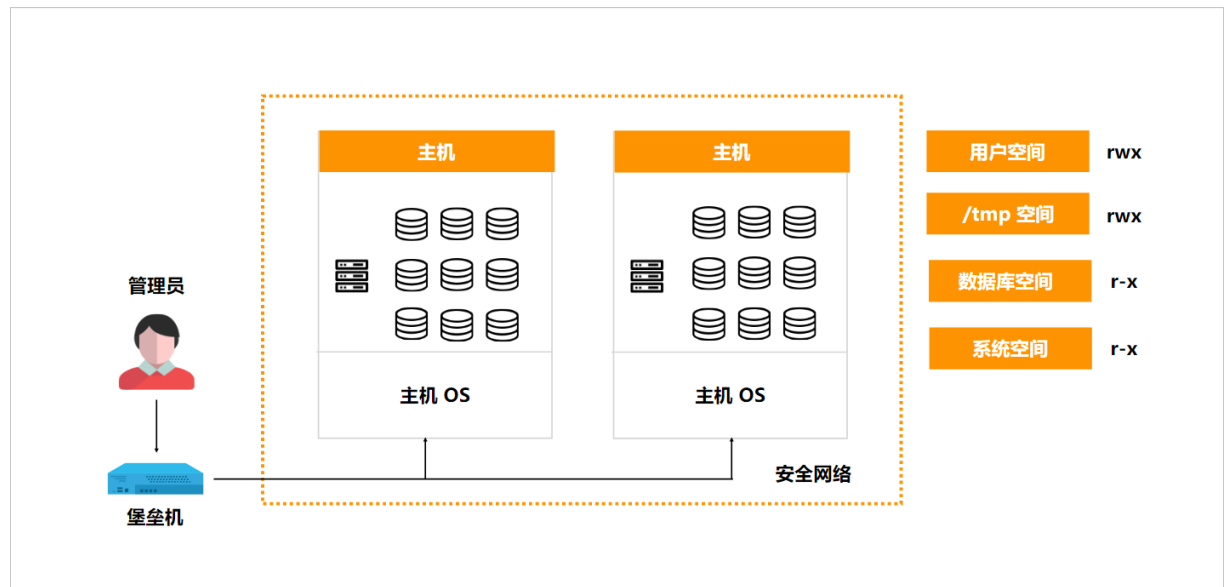 主机
主机
用户空间 rwx
/tmp 空间 rwx
数据库空间 r-x
管理员
系统空间 r-x
主机 OS
主机 OS
安全网络
堡垒机